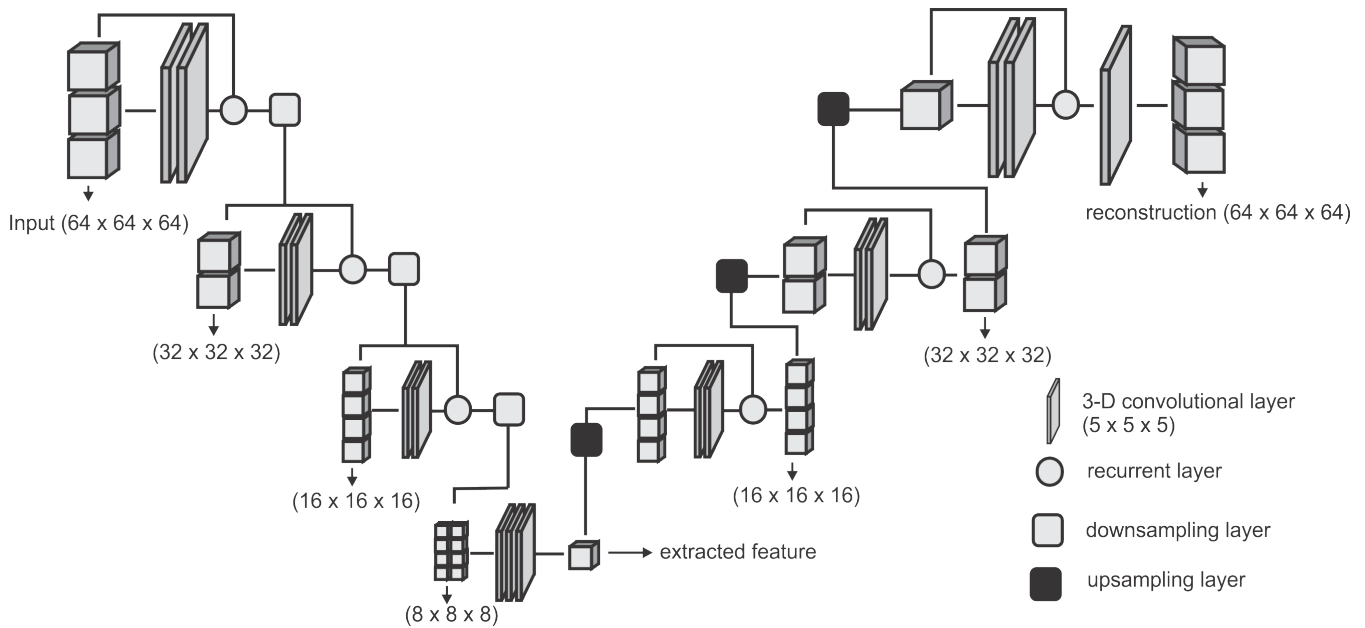 Input (64 x 64 x 64)
reconstruction (64 x 64 x 64)
(32 x 32 x 32)
(32 x 32 x 32)
3-D convolutional layer
(5 x 5 x 5)
recurrent layer
(16 x 16 x 16)
(16 x 16 x 16)
downsampling layer
extracted feature
upsampling layer
(8 x 8 x 8)